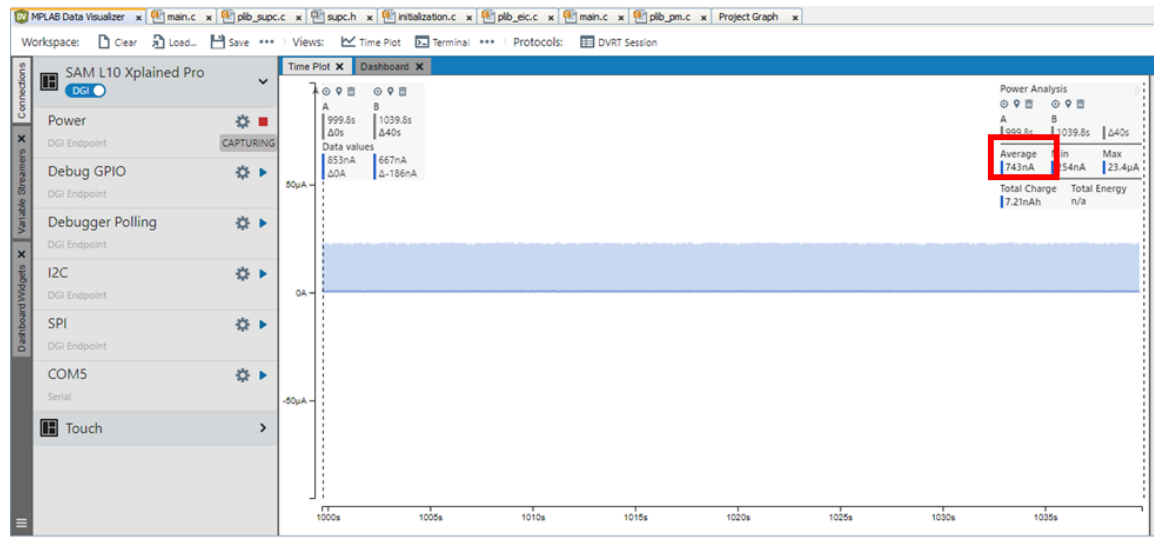 DV MPLAB Data Visualizer x main.c x plib_supc.c x supc.h x initialization.c x plib_eic.c x main.c x plib_pm.c x Project Graph x
Workspace: Clear Load... Save ••• Views: Time Plot Terminal ••• Protocols: DVRT Session
Connections
Variable Streamers
Dashboard Widgets
SAM L10 Xplained Pro
DGI
Power
DGI Endpoint CAPTURING
Debug GPIO
DGI Endpoint
Debugger Polling
DGI Endpoint
I2C
DGI Endpoint
SPI
DGI Endpoint
COM5
Serial
Touch
Time Plot X Dashboard X
A B
999.8s 1039.8s
Δ0s Δ40s
Data values
853nA 667nA
Δ0A Δ-186nA
Power Analysis
A B
999.8s 1039.8s Δ40s
Average Max
743nA 23.4µA
Total Charge Total Energy
7.21nAh n/a
50µA
0A
-50µA
1000s 1005s 1010s 1015s 1020s 1025s 1030s 1035s